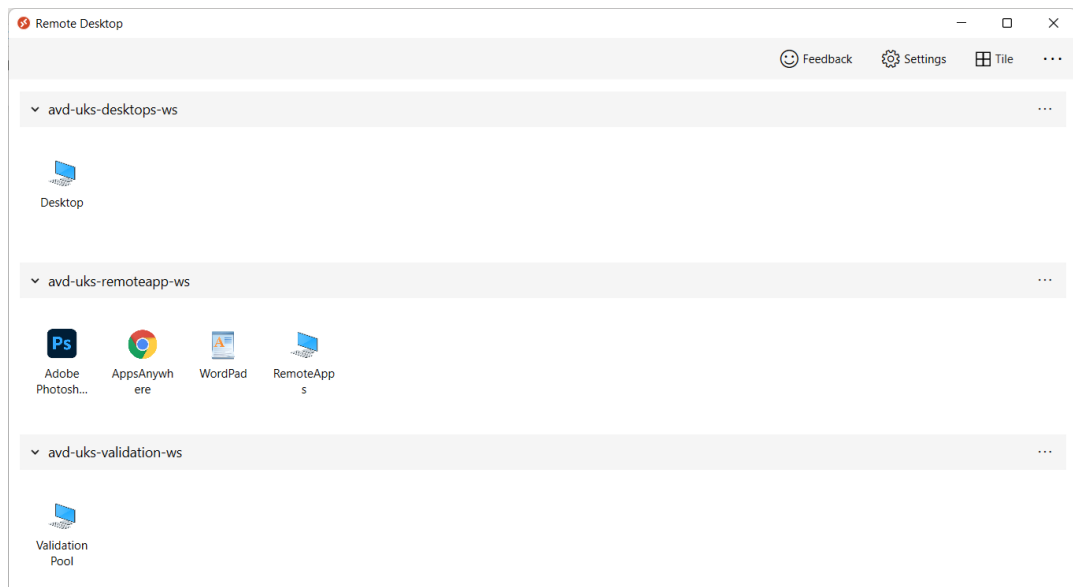 Remote Desktop
Feedback
Settings
Tile
avd-uks-desktops-ws
Desktop
avd-uks-remoteapp-ws
Ps
Adobe
Photosh...
AppsAnywh
ere
A
WordPad
RemoteApp
s
avd-uks-validation-ws
Validation
Pool